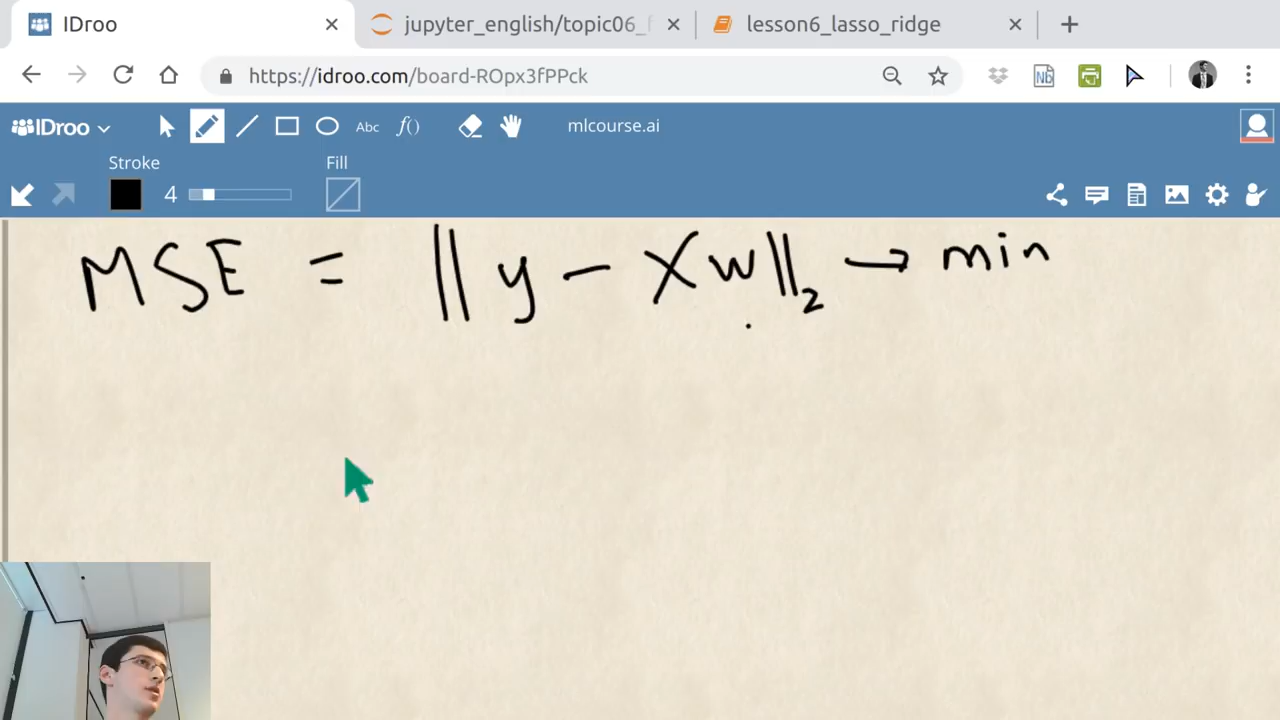 IDroo
jupyter_english/topic06_f
lesson6_lasso_ridge
https://idroo.com/board-ROpx3fPPck
Nb
IDroo
Abc
f()
mlcourse.ai
Stroke
Fill
4
MSE = || y - Xw ||₂ → min